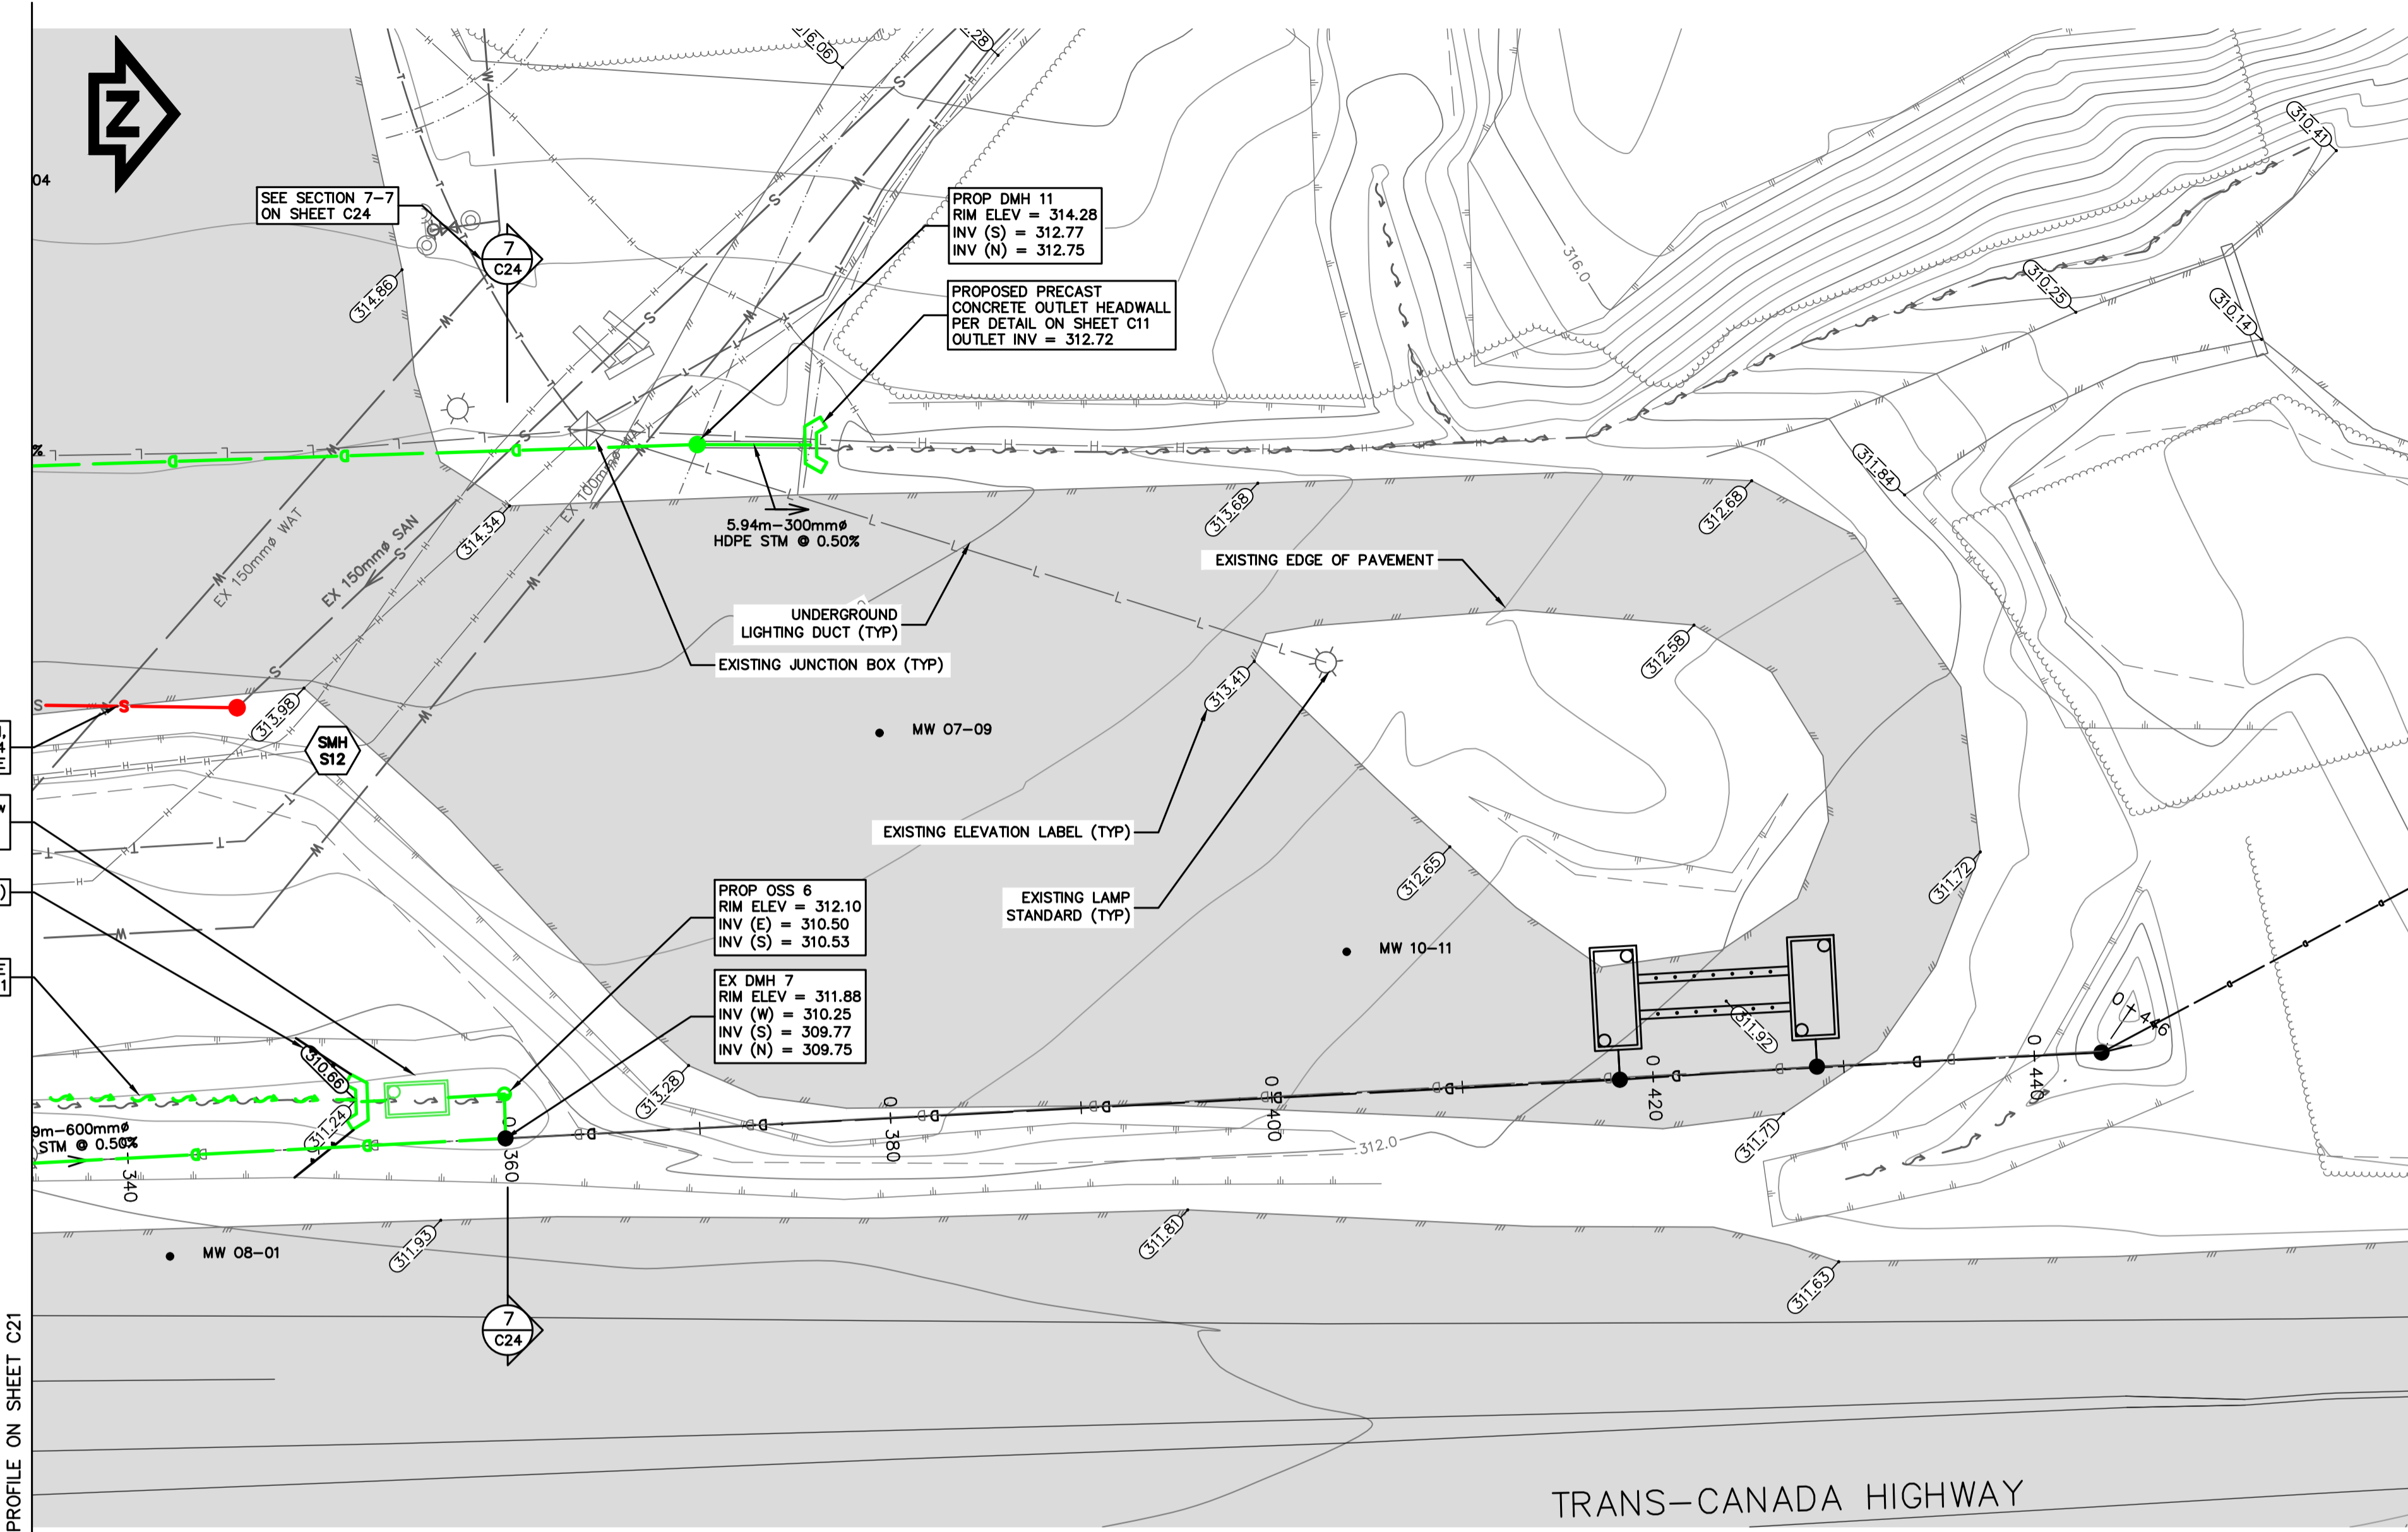 Z
04
%
16.06
.28
SEE SECTION 7-7
ON SHEET C24
7
C24
314.86
PROP DMH 11
RIM ELEV = 314.28
INV (S) = 312.77
INV (N) = 312.75
PROPOSED PRECAST
CONCRETE OUTLET HEADWALL
PER DETAIL ON SHEET C11
OUTLET INV = 312.72
316.0
310.41
310.25
310.14
311.84
312.68
313.68
314.34
EX 100mmø WAT
EX 150mmø WAT
EX 150mmø SAN
5.94m-300mmø
HDPE STM @ 0.50%
EXISTING EDGE OF PAVEMENT
UNDERGROUND
LIGHTING DUCT (TYP)
EXISTING JUNCTION BOX (TYP)
312.58
313.41
313.98
SMH
S12
MW 07-09
EXISTING ELEVATION LABEL (TYP)
EXISTING LAMP
STANDARD (TYP)
312.65
311.72
MW 10-11
PROP OSS 6
RIM ELEV = 312.10
INV (E) = 310.50
INV (S) = 310.53
EX DMH 7
RIM ELEV = 311.88
INV (W) = 310.25
INV (S) = 309.77
INV (N) = 309.75
311.92
0+446
0+440
0+420
0+400
0+380
360
340
310.66
311.24
313.28
9m-600mmø
STM @ 0.50%
312.0
311.71
MW 08-01
311.93
311.81
311.63
7
C24
PROFILE ON SHEET C21
TRANS-CANADA HIGHWAY